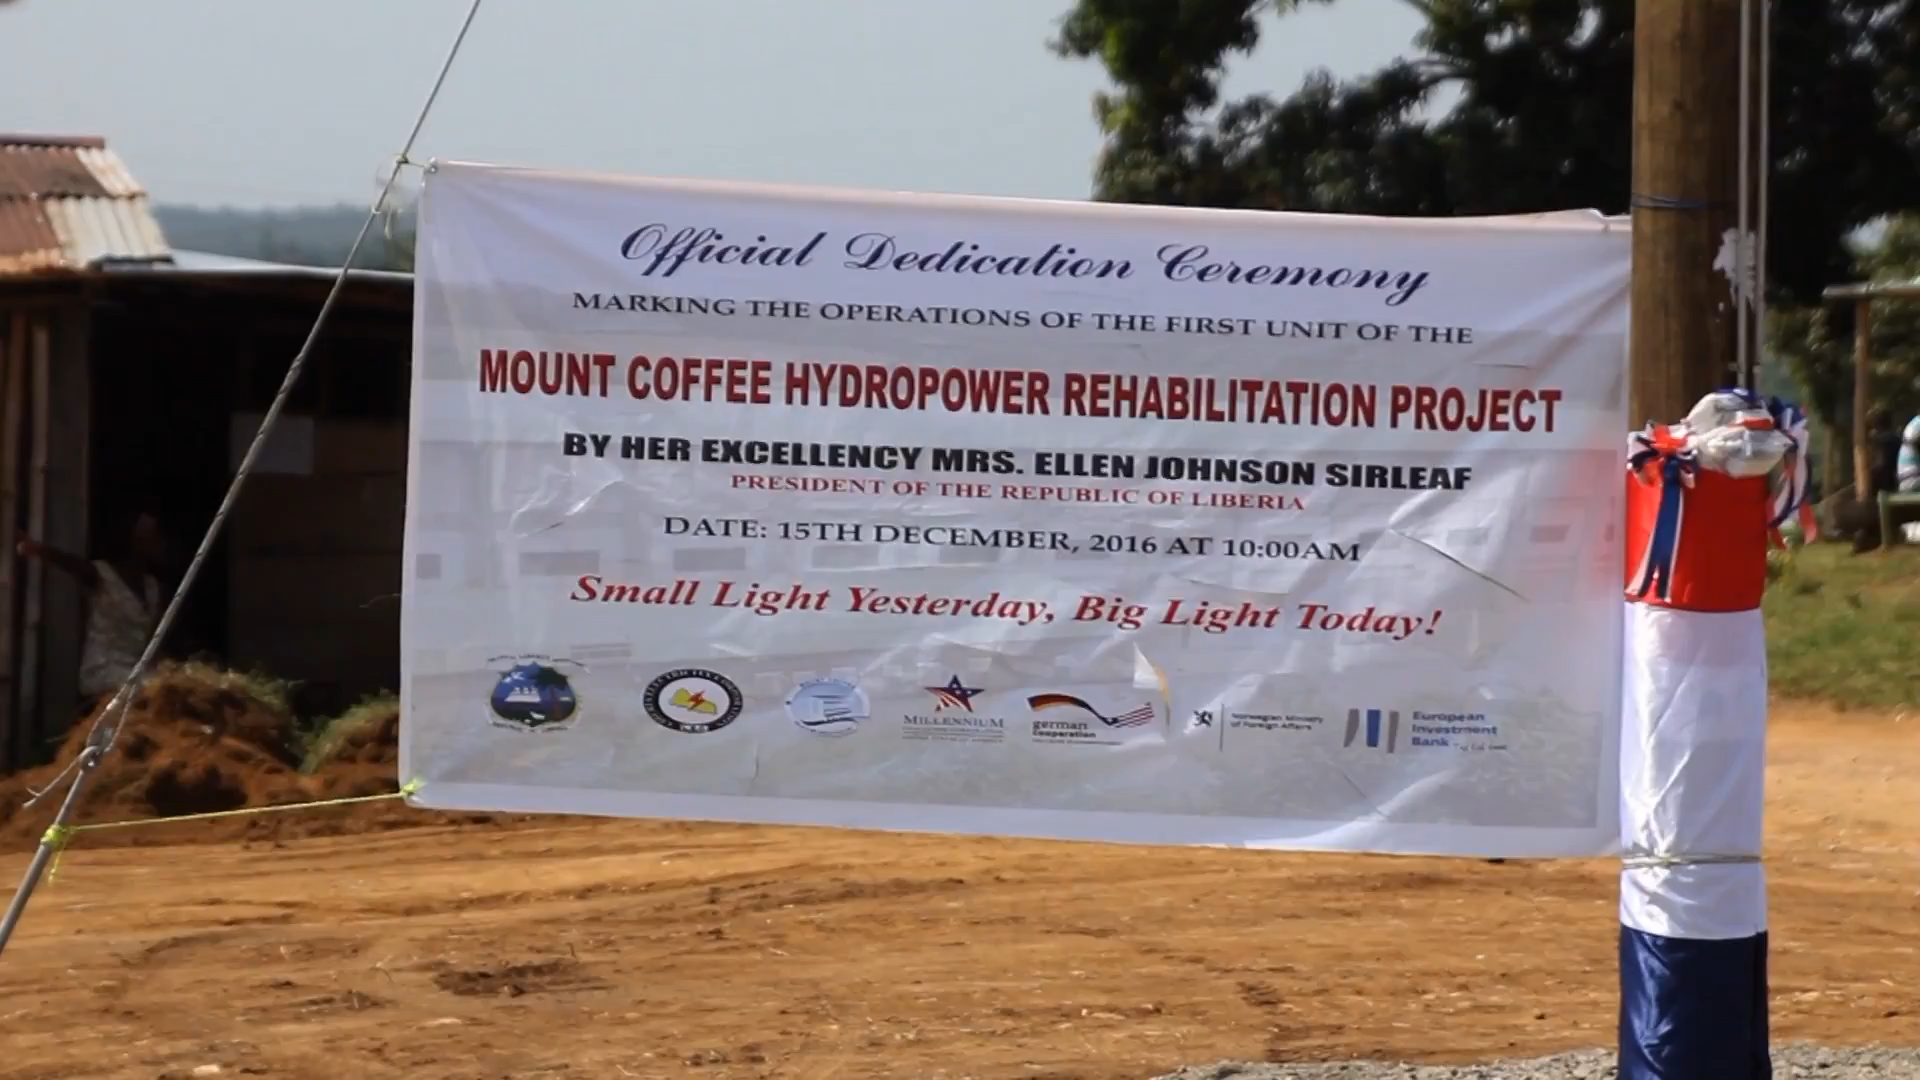 Official Dedication Ceremony
MARKING THE OPERATIONS OF THE FIRST UNIT OF THE
MOUNT COFFEE HYDROPOWER REHABILITATION PROJECT
BY HER EXCELLENCY MRS. ELLEN JOHNSON SIRLEAF
PRESIDENT OF THE REPUBLIC OF LIBERIA
DATE: 15TH DECEMBER, 2016 AT 10:00AM
Small Light Yesterday, Big Light Today!
MILLENNIUM
german
cooperation
Norwegian Ministry
of Foreign Affairs
European
Investment
Bank